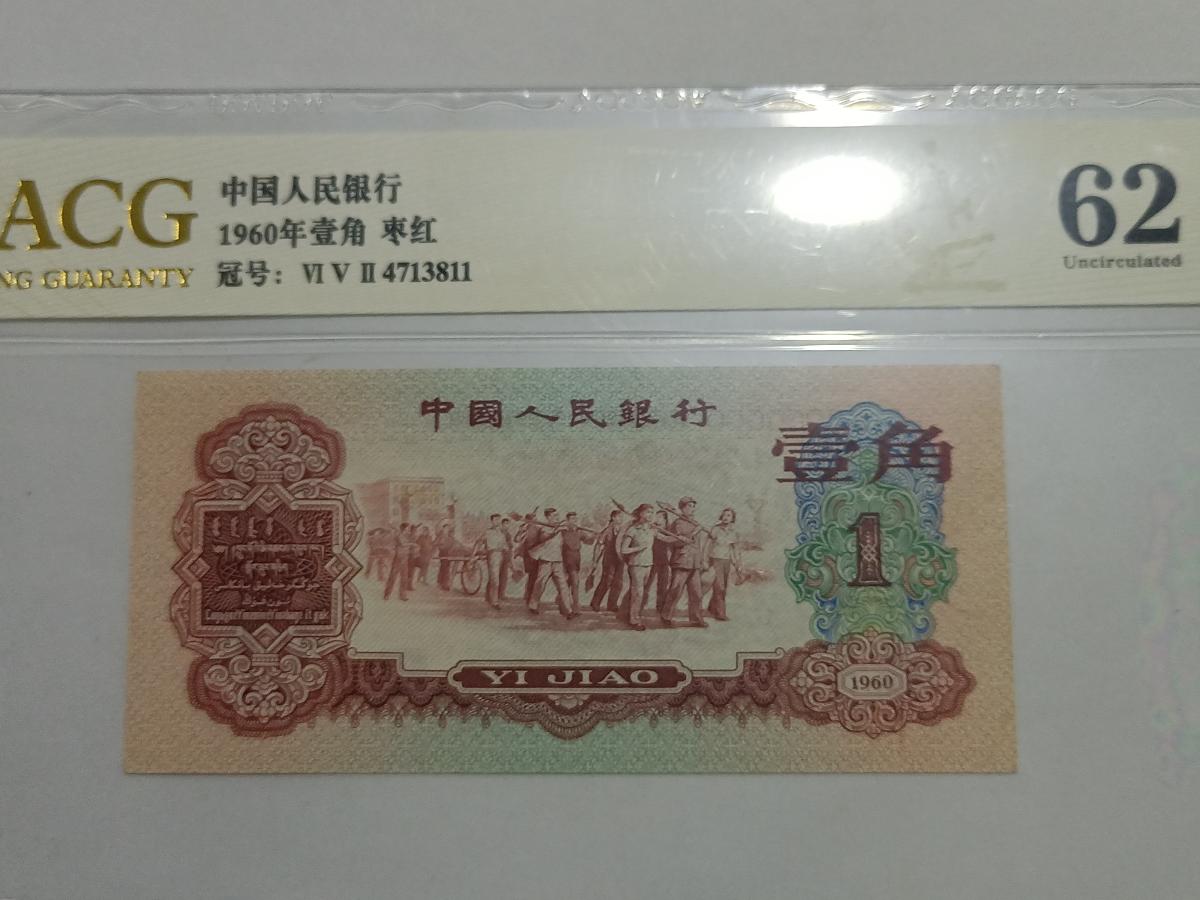 ACG
NG GUARANTY
中国人民银行
1960年壹角 枣红
冠号: Ⅵ Ⅴ Ⅱ 4713811
62
Uncirculated
中國人民銀行
壹角
1
YI JIAO
1960